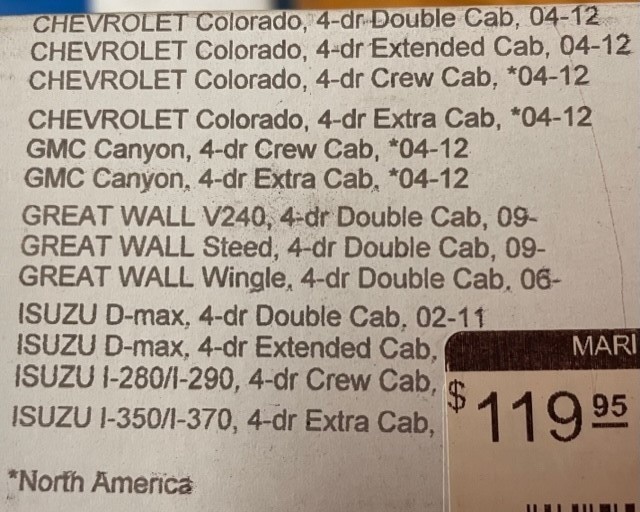 CHEVROLET Colorado, 4-dr Double Cab, 04-12
CHEVROLET Colorado, 4-dr Extended Cab, 04-12
CHEVROLET Colorado, 4-dr Crew Cab, *04-12
CHEVROLET Colorado, 4-dr Extra Cab, *04-12
GMC Canyon, 4-dr Crew Cab, *04-12
GMC Canyon, 4-dr Extra Cab, *04-12
GREAT WALL V240, 4-dr Double Cab, 09-
GREAT WALL Steed, 4-dr Double Cab, 09-
GREAT WALL Wingle, 4-dr Double Cab, 06-
ISUZU D-max, 4-dr Double Cab, 02-11
ISUZU D-max, 4-dr Extended Cab,
ISUZU I-280/I-290, 4-dr Crew Cab,
ISUZU I-350/I-370, 4-dr Extra Cab,
*North America
MARI
$119 95